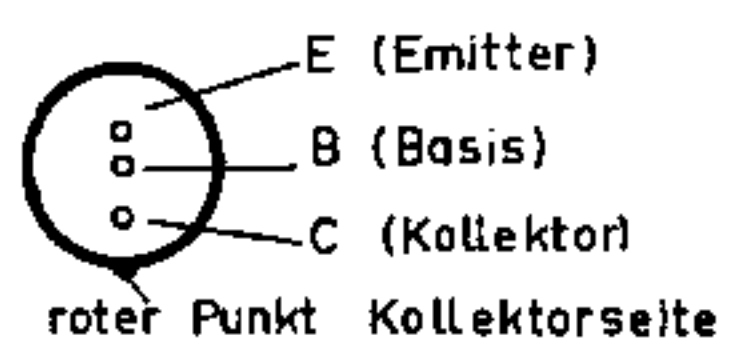 E (Emitter)
B (Basis)
C (Kollektor)
roter Punkt Kollektorseite